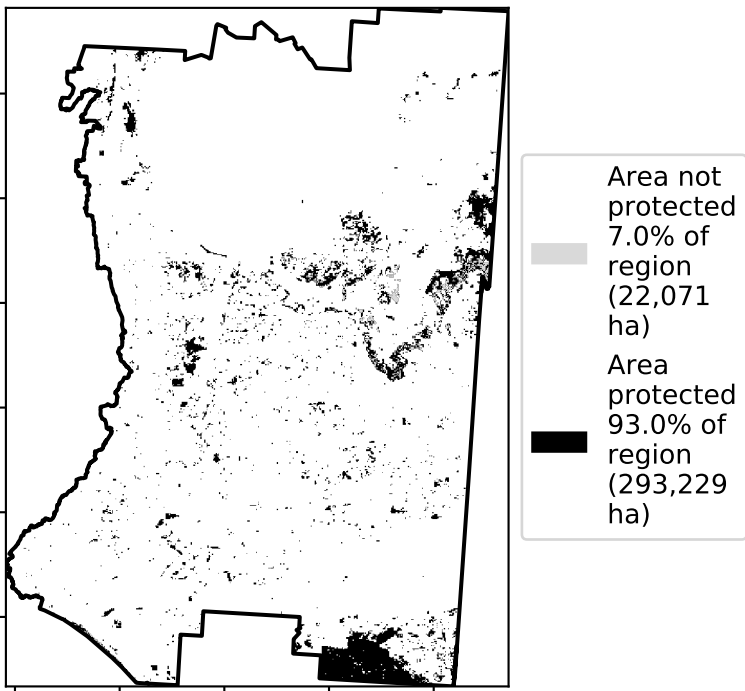 Area not
protected
7.0% of
region
(22,071
ha)
Area
protected
93.0% of
region
(293,229
ha)